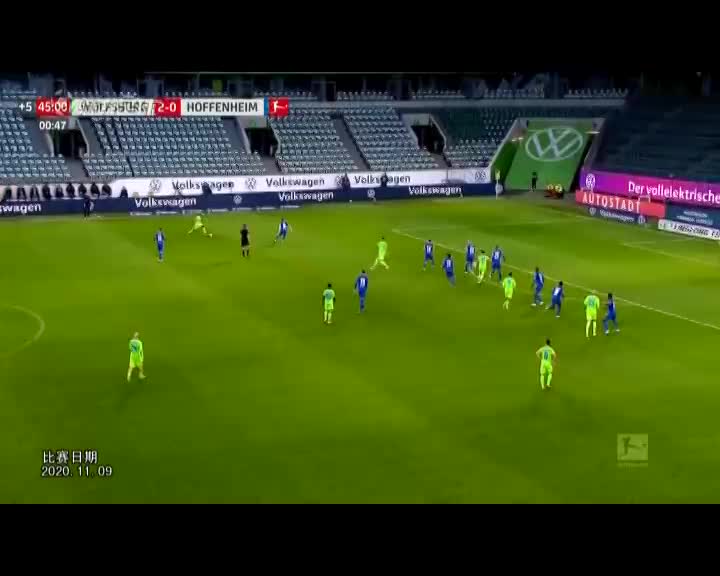 +5 45:00 WOLFSBURG 2-0 HOFFENHEIM
00:47
Volkswagen
Volkswagen Volkswagen Volkswagen
Volkswagen Volkswagen Volkswagen Volkswagen
Der vollelektrische
AUTOSTADT
比赛日期
2020.11.09